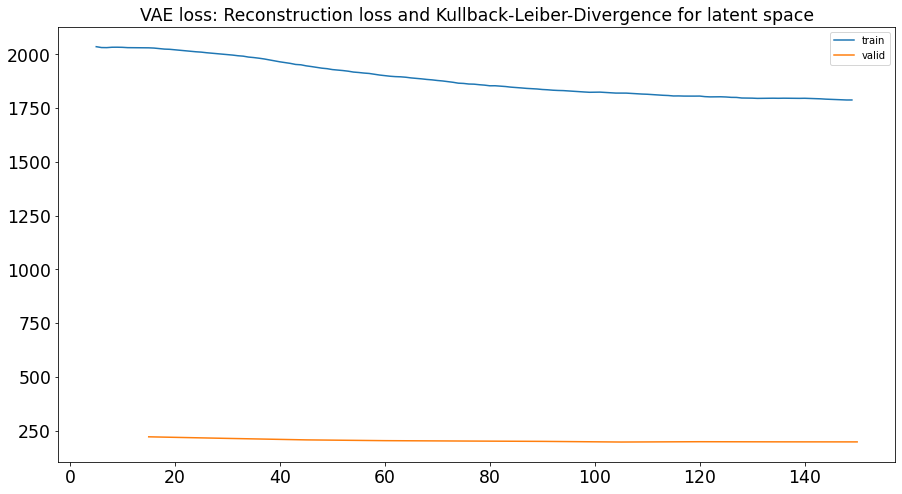 VAE loss: Reconstruction loss and Kullback-Leiber-Divergence for latent space
train
valid
2000
1750
1500
1250
1000
750
500
250
0 20 40 60 80 100 120 140